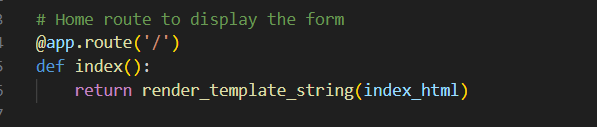 # Home route to display the form
@app.route('/')
def index():
    return render_template_string(index_html)